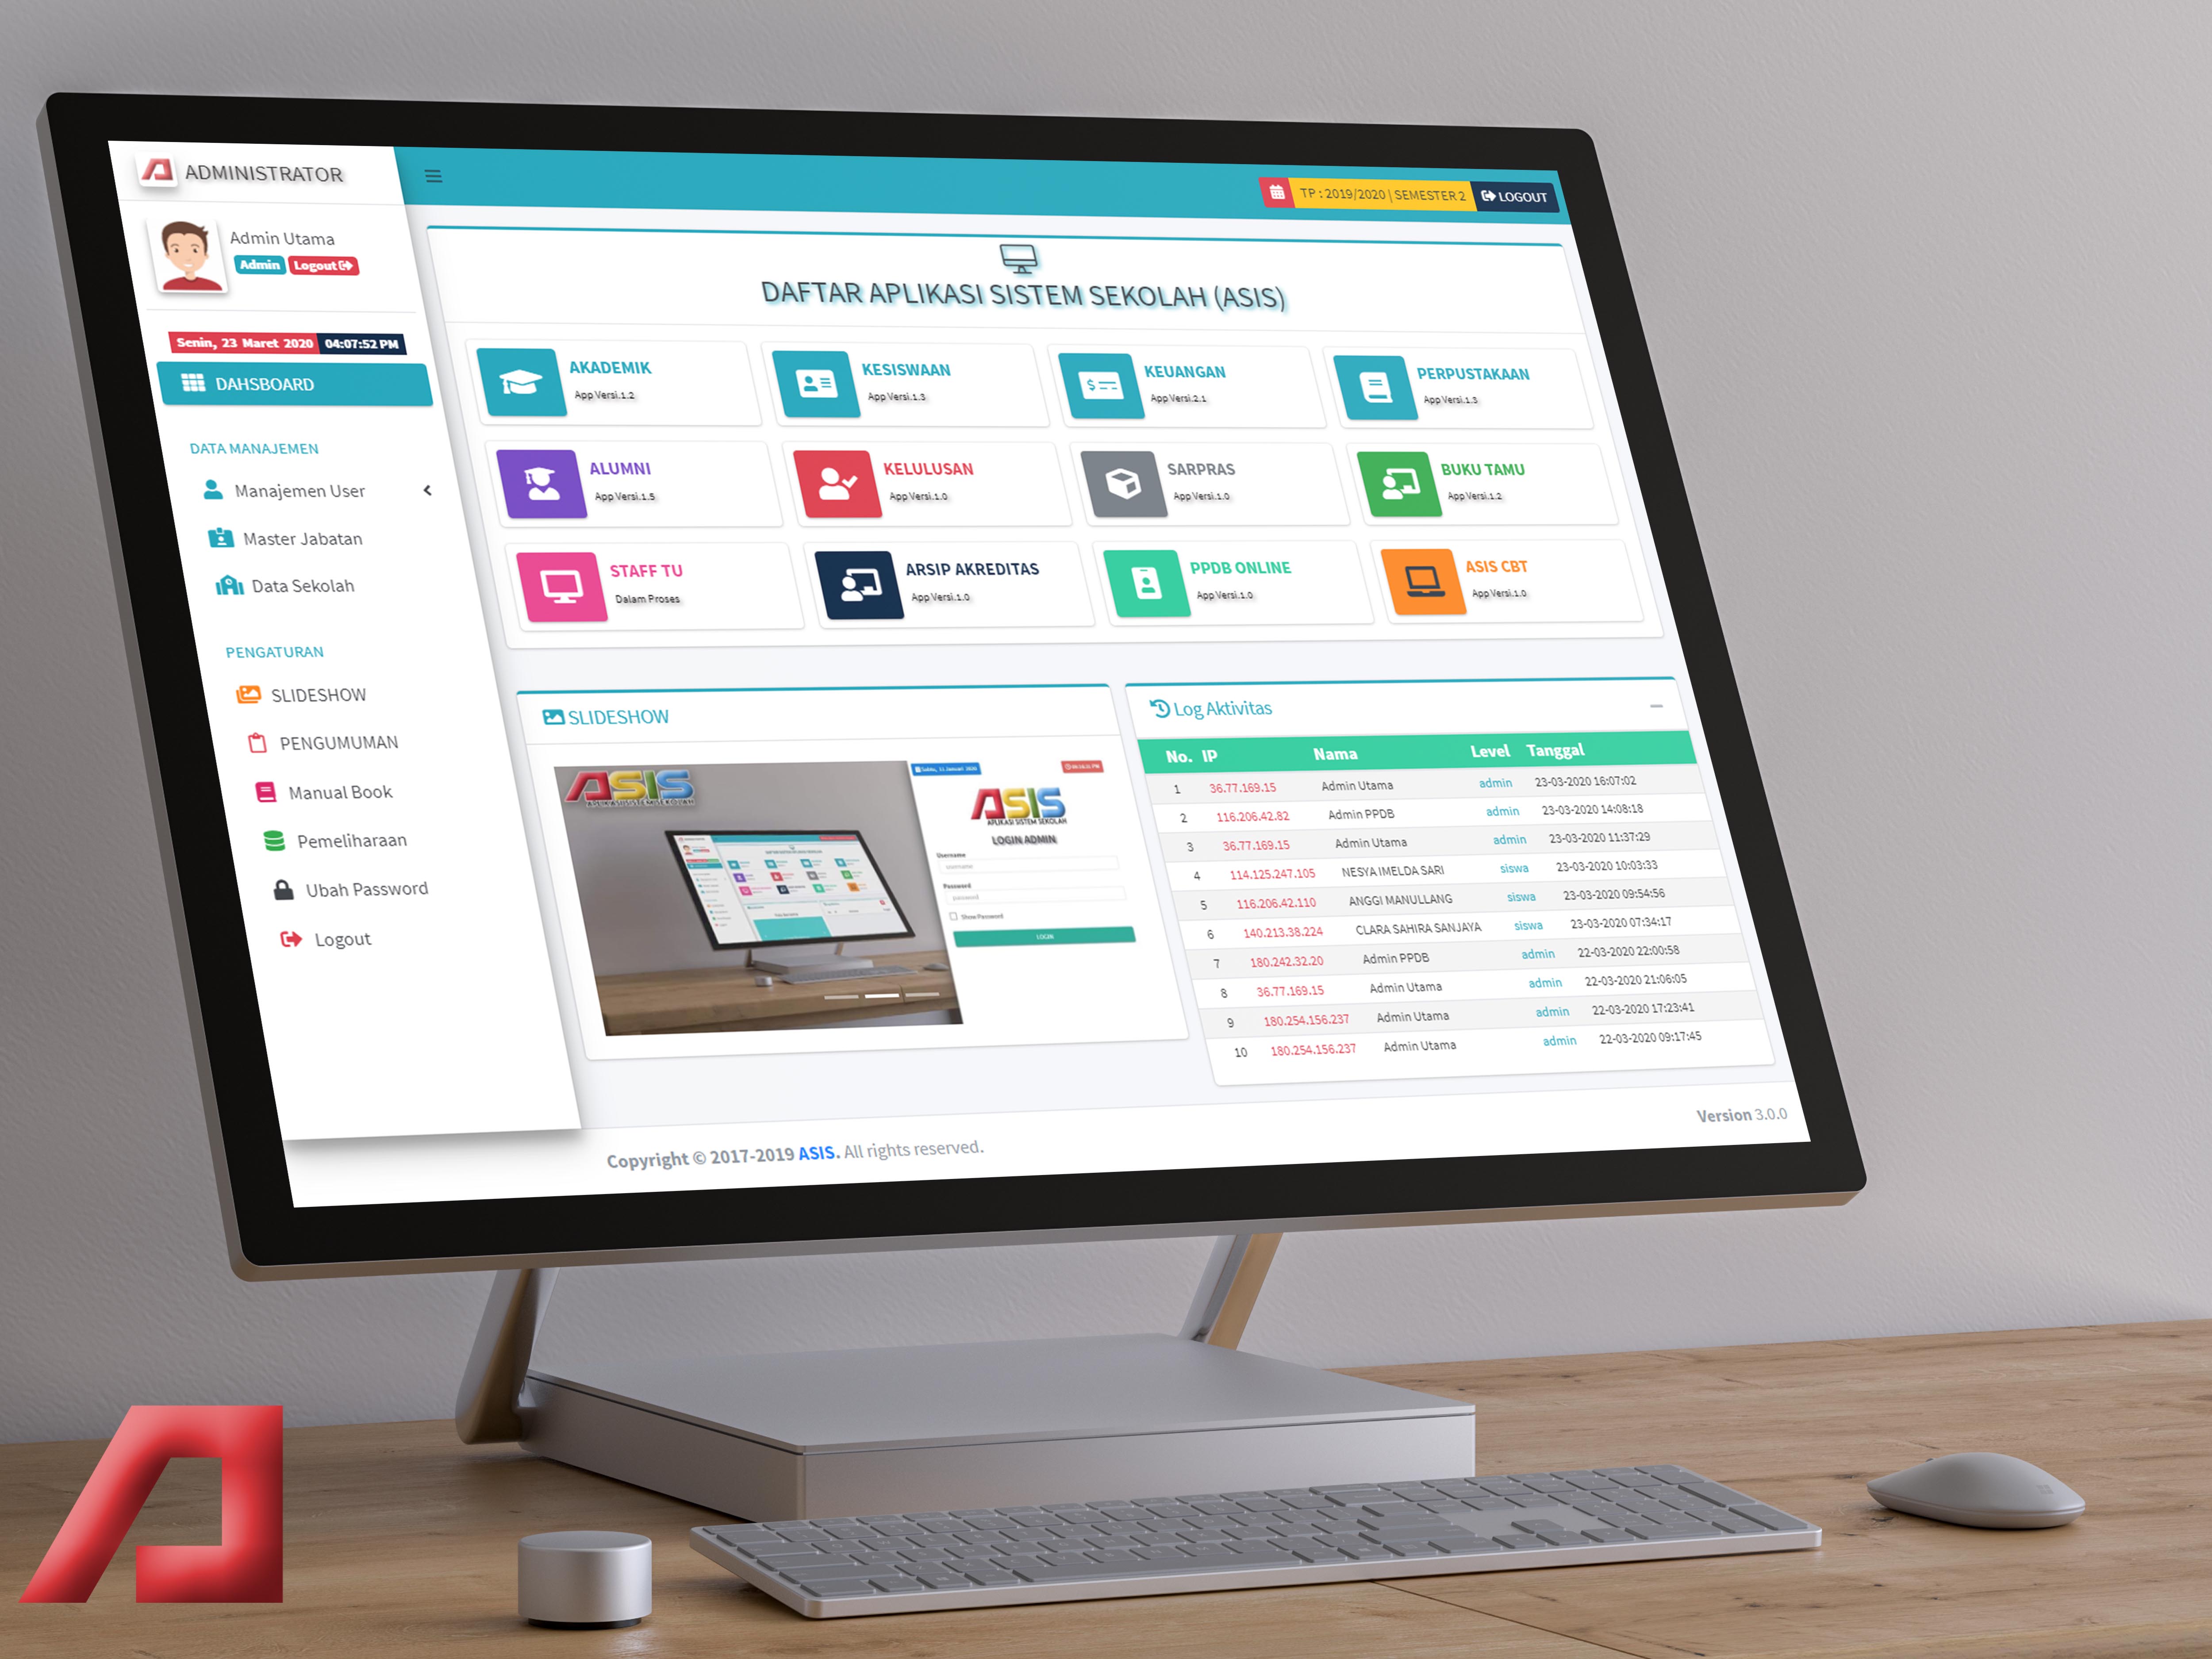 ADMINISTRATOR
TP : 2019/2020 | SEMESTER 2
LOGOUT
Admin Utama
Admin
Logout
Senin, 23 Maret 2020
04:07:52 PM
DAHSBOARD
DATA MANAJEMEN
Manajemen User
Master Jabatan
Data Sekolah
PENGATURAN
SLIDESHOW
PENGUMUMAN
Manual Book
Pemeliharaan
Ubah Password
Logout
DAFTAR APLIKASI SISTEM SEKOLAH (ASIS)
AKADEMIK
App Versi.1.2
KESISWAAN
App Versi.1.3
KEUANGAN
App Versi.2.1
PERPUSTAKAAN
App Versi.1.3
ALUMNI
App Versi.1.5
KELULUSAN
App Versi.1.0
SARPRAS
App Versi.1.0
BUKU TAMU
App Versi.1.2
STAFF TU
Dalam Proses
ARSIP AKREDITAS
App Versi.1.0
PPDB ONLINE
App Versi.1.0
ASIS CBT
App Versi.1.0
SLIDESHOW
ASIS
APLIKASI SISTEM SEKOLAH
Sabtu, 11 Januari 2020
ASIS
APLIKASI SISTEM SEKOLAH
LOGIN ADMIN
Username
username
Password
password
Show Password
LOGIN
Log Aktivitas
No. IP Nama Level Tanggal
1 36.77.169.15 Admin Utama admin 23-03-2020 16:07:02
2 116.206.42.82 Admin PPDB admin 23-03-2020 14:08:18
3 36.77.169.15 Admin Utama admin 23-03-2020 11:37:29
4 114.125.247.105 NESYA IMELDA SARI siswa 23-03-2020 10:03:33
5 116.206.42.110 ANGGI MANULLANG siswa 23-03-2020 09:54:56
6 140.213.38.224 CLARA SAHIRA SANJAYA siswa 23-03-2020 07:34:17
7 180.242.32.20 Admin PPDB admin 22-03-2020 22:00:58
8 36.77.169.15 Admin Utama admin 22-03-2020 21:06:05
9 180.254.156.237 Admin Utama admin 22-03-2020 17:23:41
10 180.254.156.237 Admin Utama admin 22-03-2020 09:17:45
Copyright © 2017-2019 ASIS. All rights reserved.
Version 3.0.0